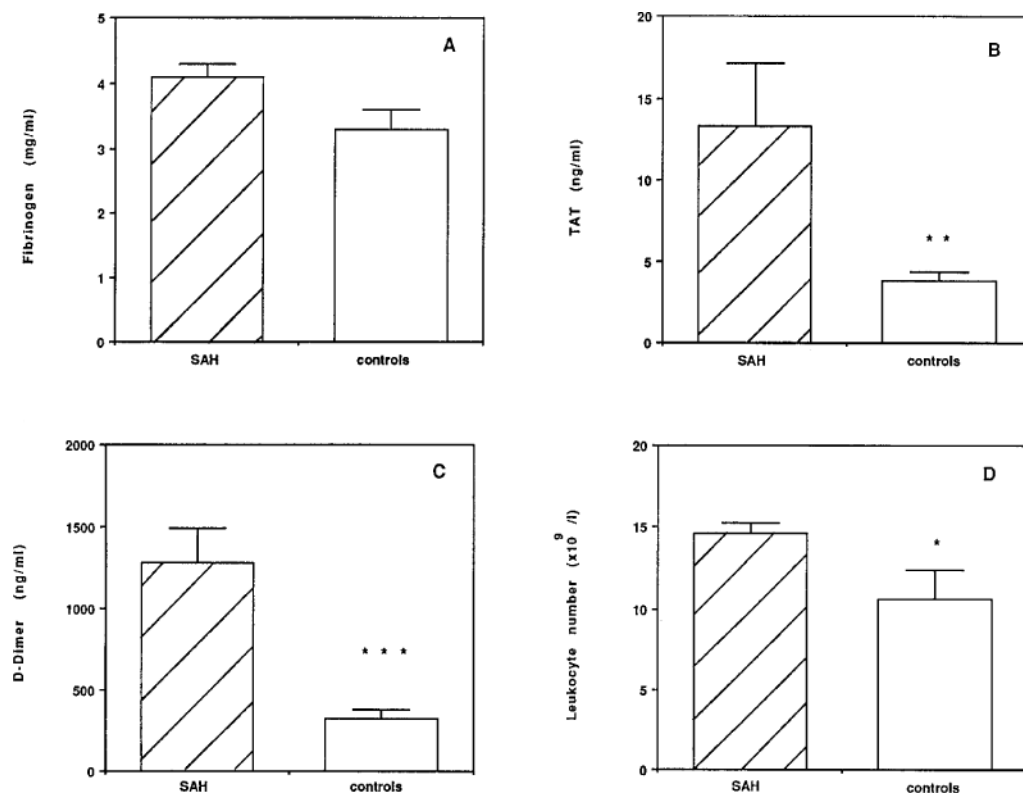 A
Fibrinogen (mg/ml)
5
4
3
2
1
0
SAH controls
B
TAT (ng/ml)
20
15
10
5
0
* *
SAH controls
C
D-Dimer (ng/ml)
2000
1500
1000
500
0
* * *
SAH controls
D
Leukocyte number (x10⁹ /l)
20
15
10
5
0
*
SAH controls